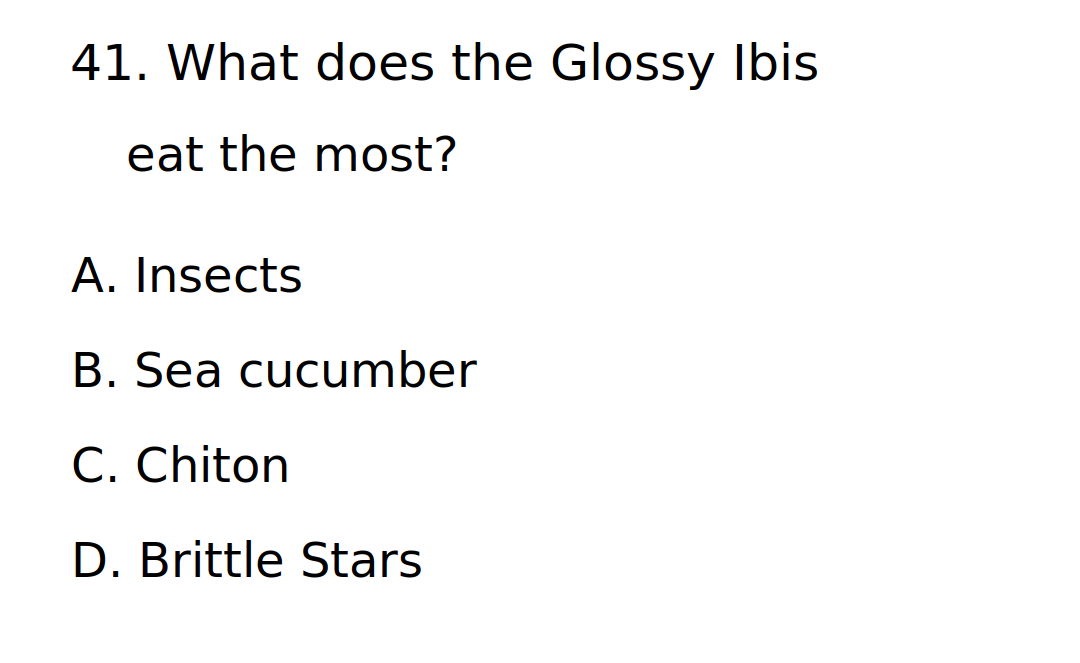 41. What does the Glossy Ibis
eat the most?
A. Insects
B. Sea cucumber
C. Chiton
D. Brittle Stars